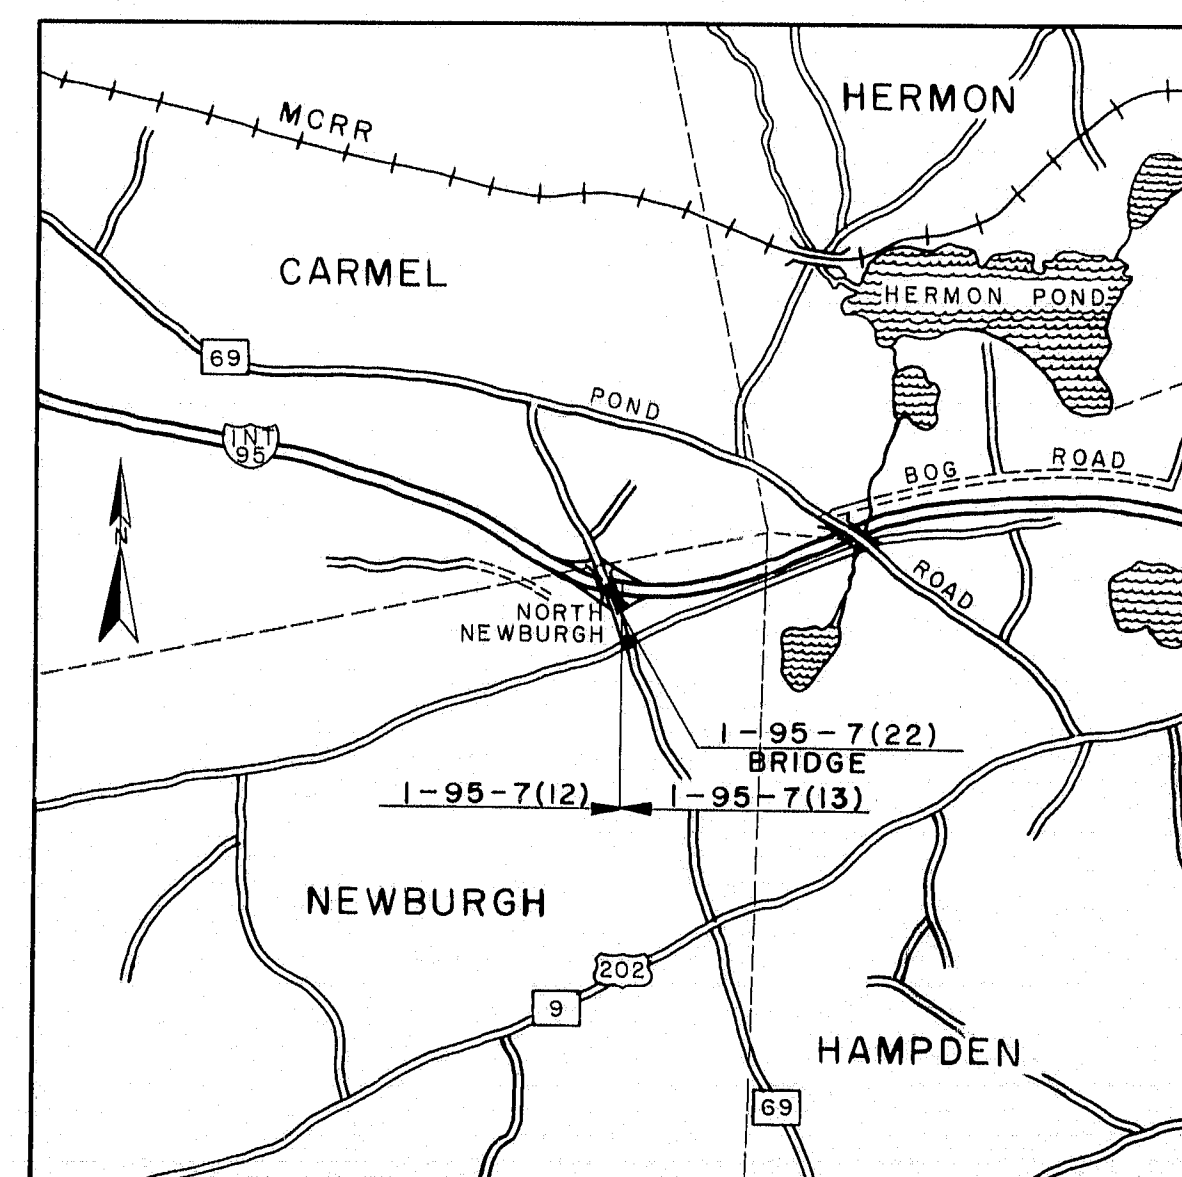 HERMON
MCRR
CARMEL
HERMON POND
69
POND
INT
95
BOG ROAD
N
ROAD
NORTH
NEWBURGH
I-95-7(22)
BRIDGE
I-95-7(12) I-95-7(13)
NEWBURGH
202
9
HAMPDEN
69